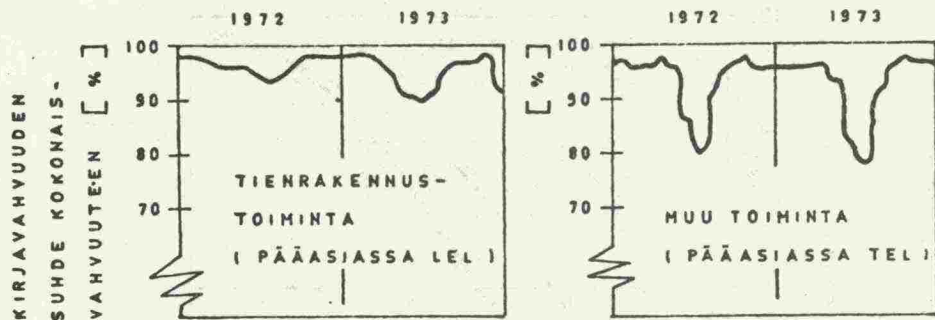 KIRJAVAHVUUDEN
SUHDE KOKONAIS-
VAHVUUTEEN [%]
1972 1973
100
90
80
70
TIENRAKENNUS-
TOIMINTA
( PÄÄASIASSA LEL )
[%]
1972 1973
100
90
80
70
MUU TOIMINTA
( PÄÄASIASSA TEL )